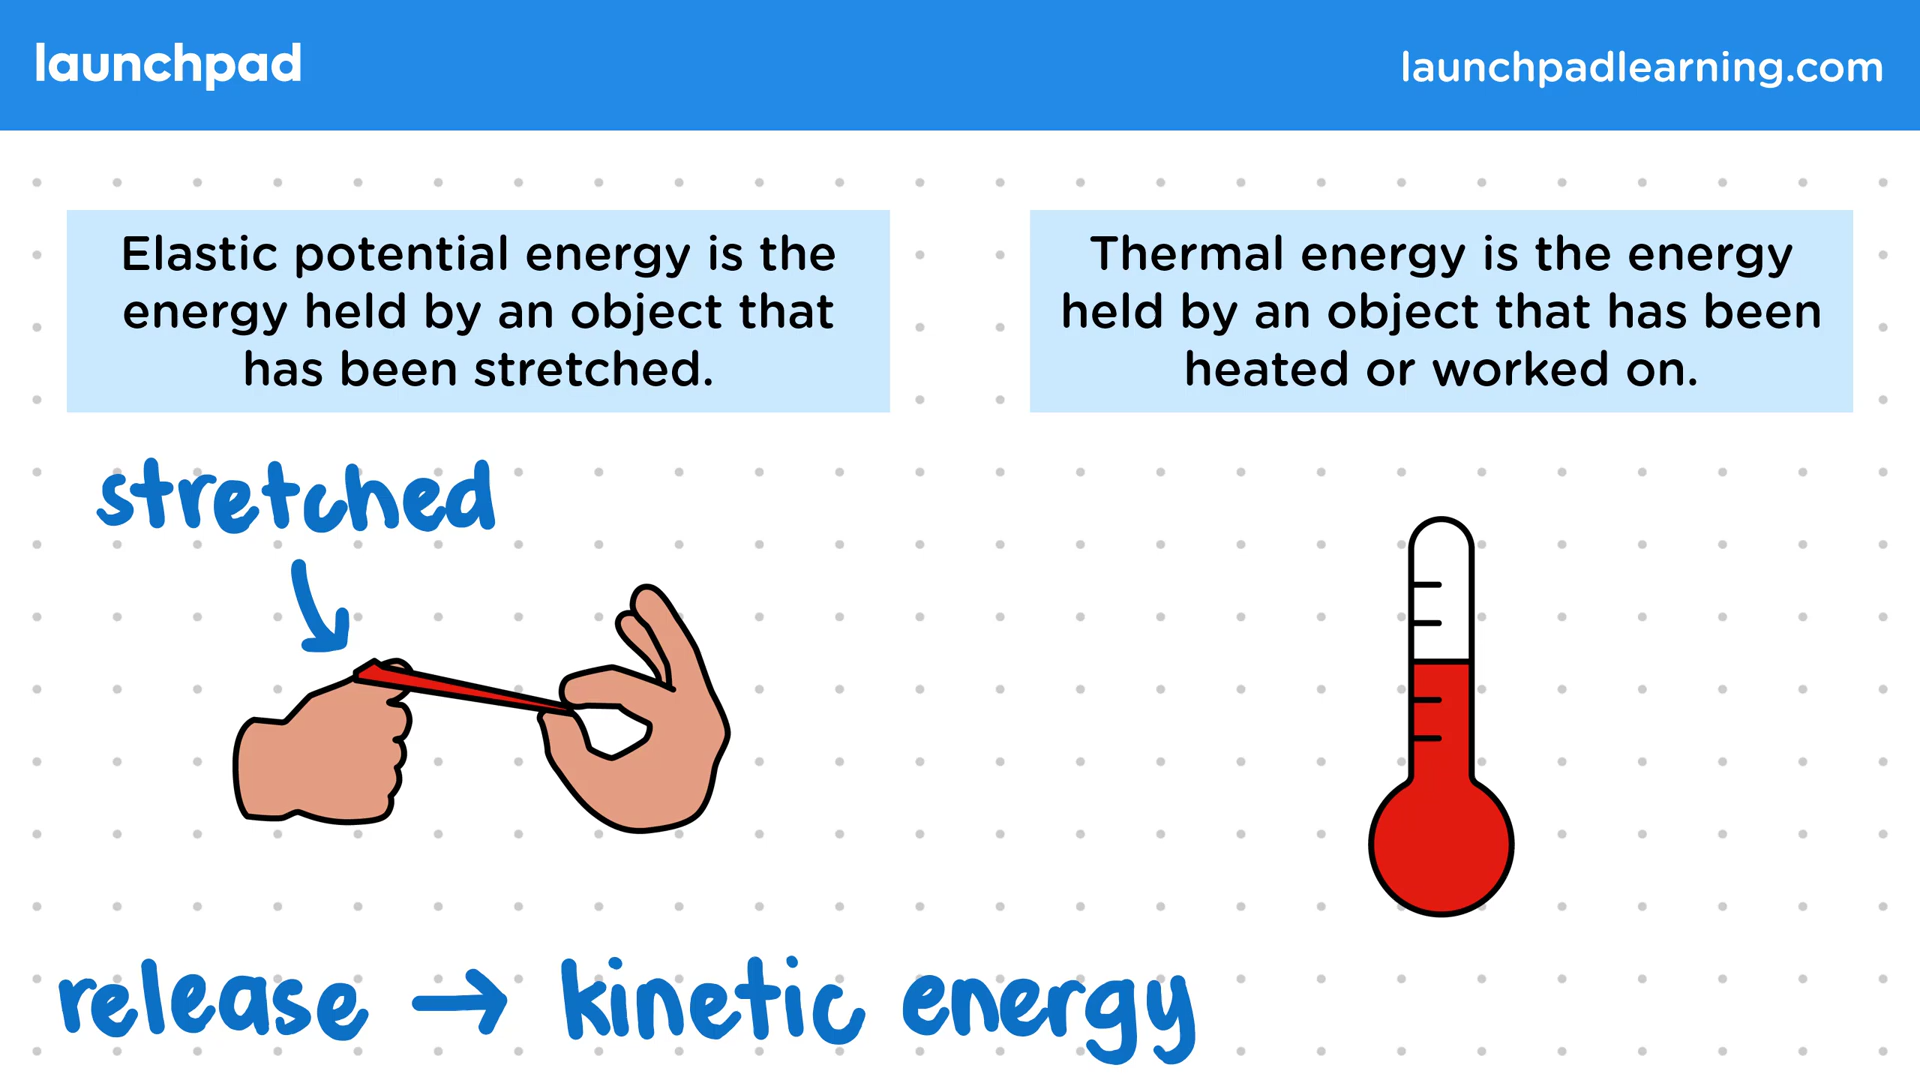 launchpad
launchpadlearning.com
Elastic potential energy is the
energy held by an object that
has been stretched.
Thermal energy is the energy
held by an object that has been
heated or worked on.
stretched
release → kinetic energy